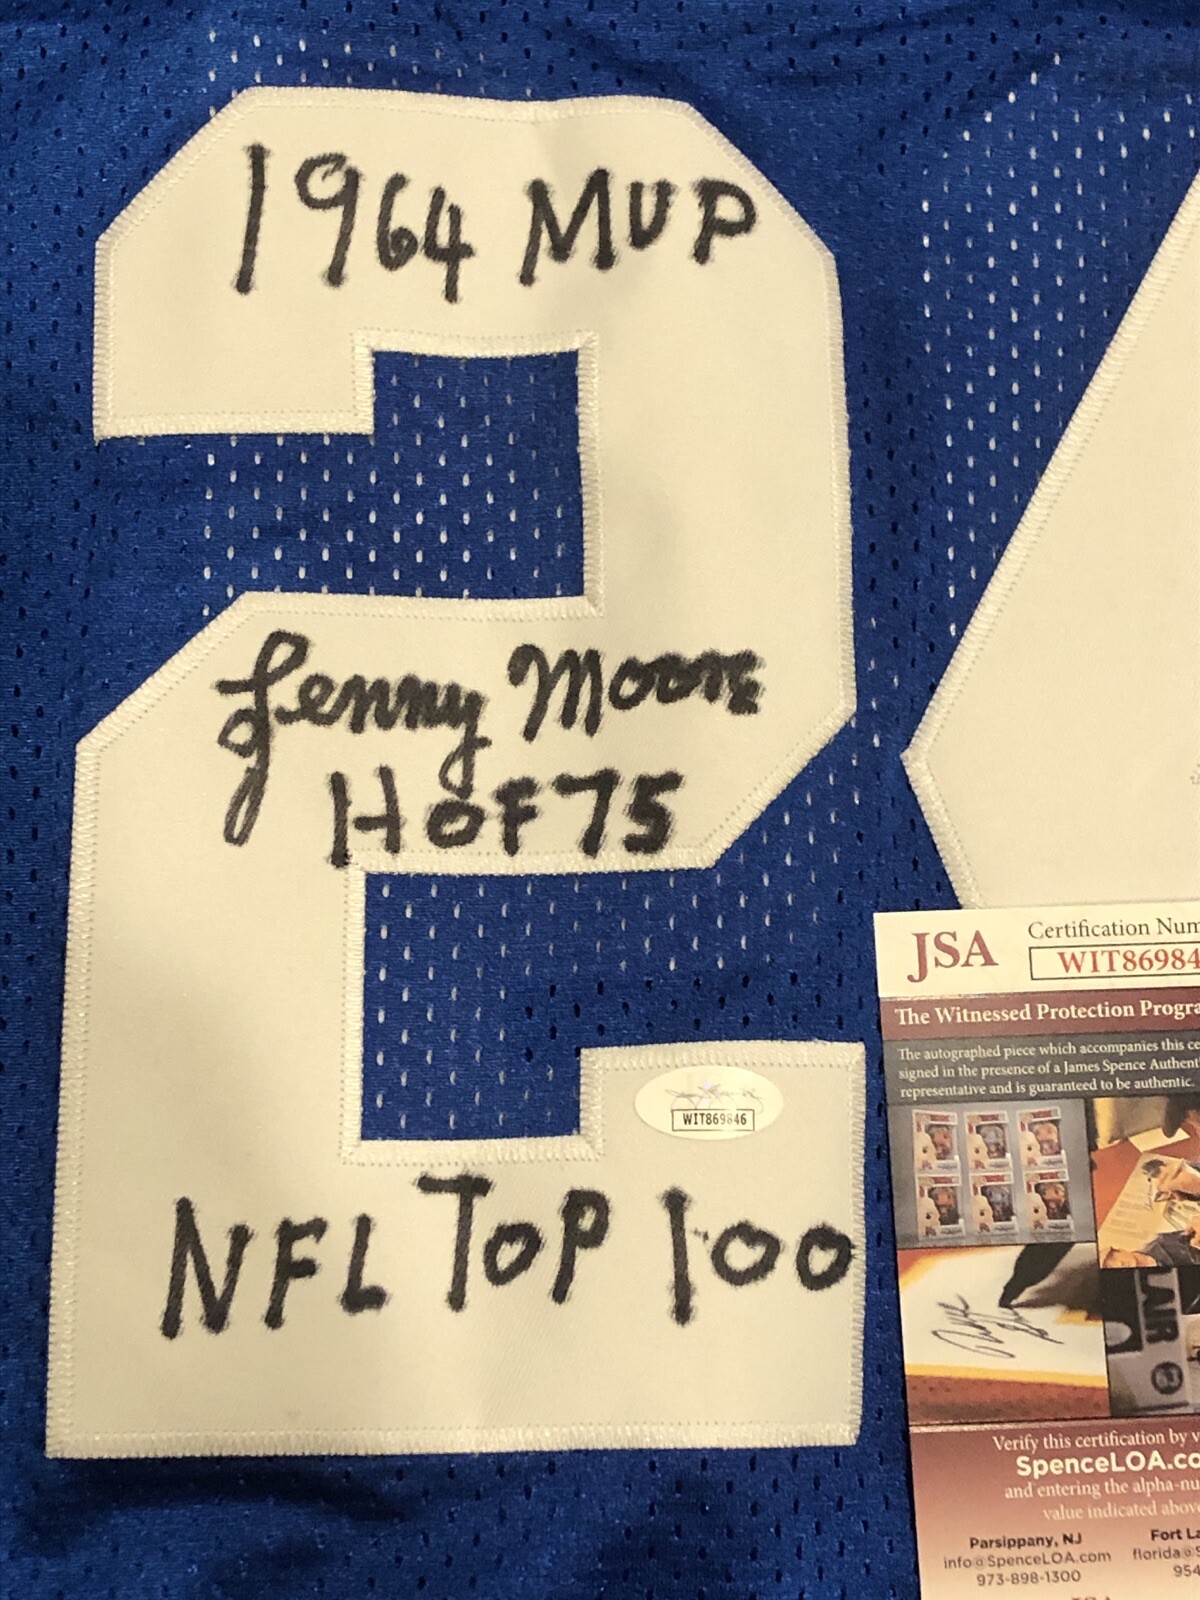 1964 MVP
Lenny Moore
HOF 75
WIT869846
NFL TOP 100
JSA
Certification Num
WIT86984
The Witnessed Protection Progra
The autographed piece which accompanies this ce
signed in the presence of a James Spence Authent
representative and is guaranteed to be authentic.
LAIR
Verify this certification by v
SpenceLOA.co
and entering the alpha-nu
value indicated abov
Parsippany, NJ
info@SpenceLOA.com
973-898-1300
Fort La
florida@S
954